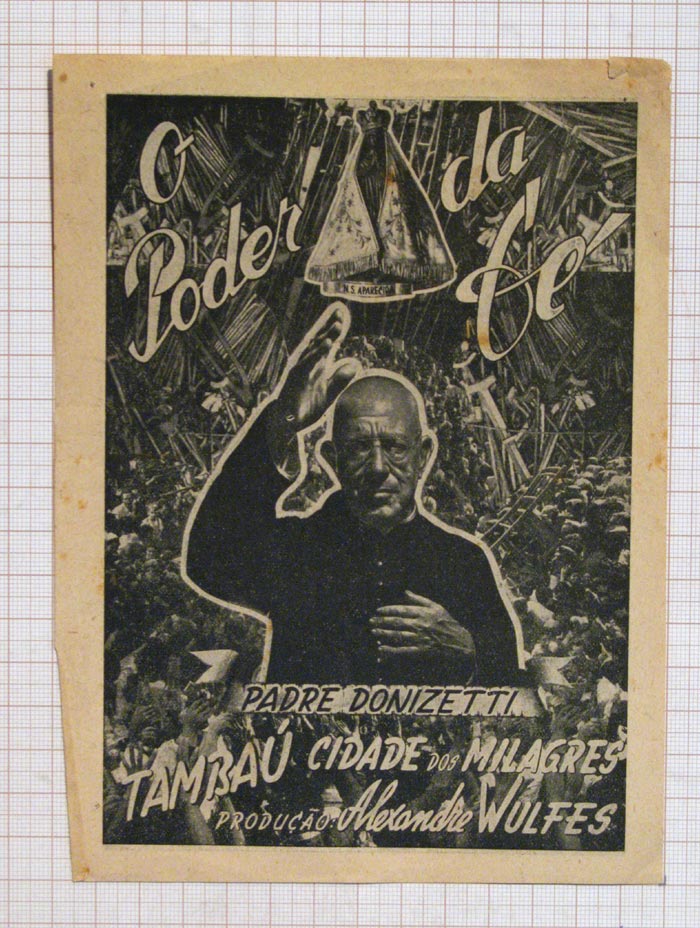 O
Poder
da
Fé
N.S. APARECIDA
PADRE DONIZETTI
TAMBAÚ CIDADE DOS MILAGRES
PRODUÇÃO: Alexandre WULFES